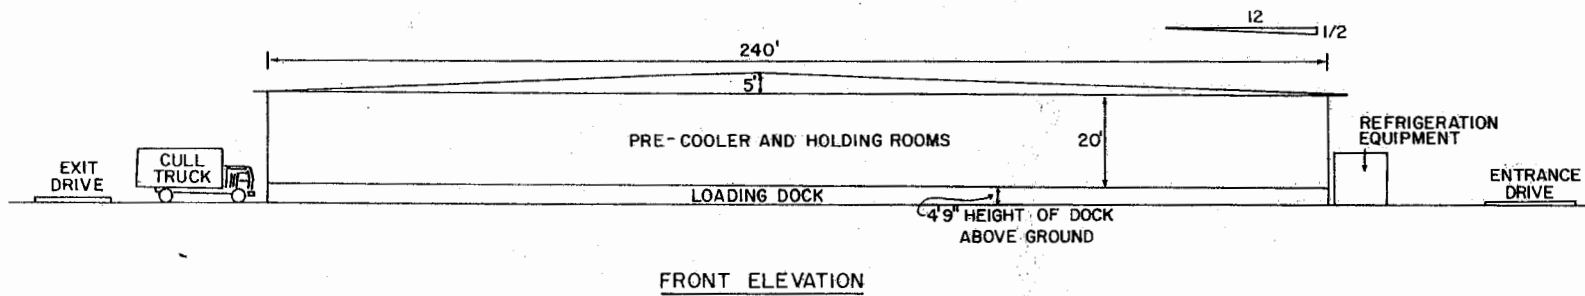 12
1/2
240'
5'
PRE-COOLER AND HOLDING ROOMS
20'
REFRIGERATION
EQUIPMENT
EXIT
DRIVE
CULL
TRUCK
ENTRANCE
DRIVE
LOADING DOCK
4'9" HEIGHT OF DOCK
ABOVE GROUND
FRONT ELEVATION